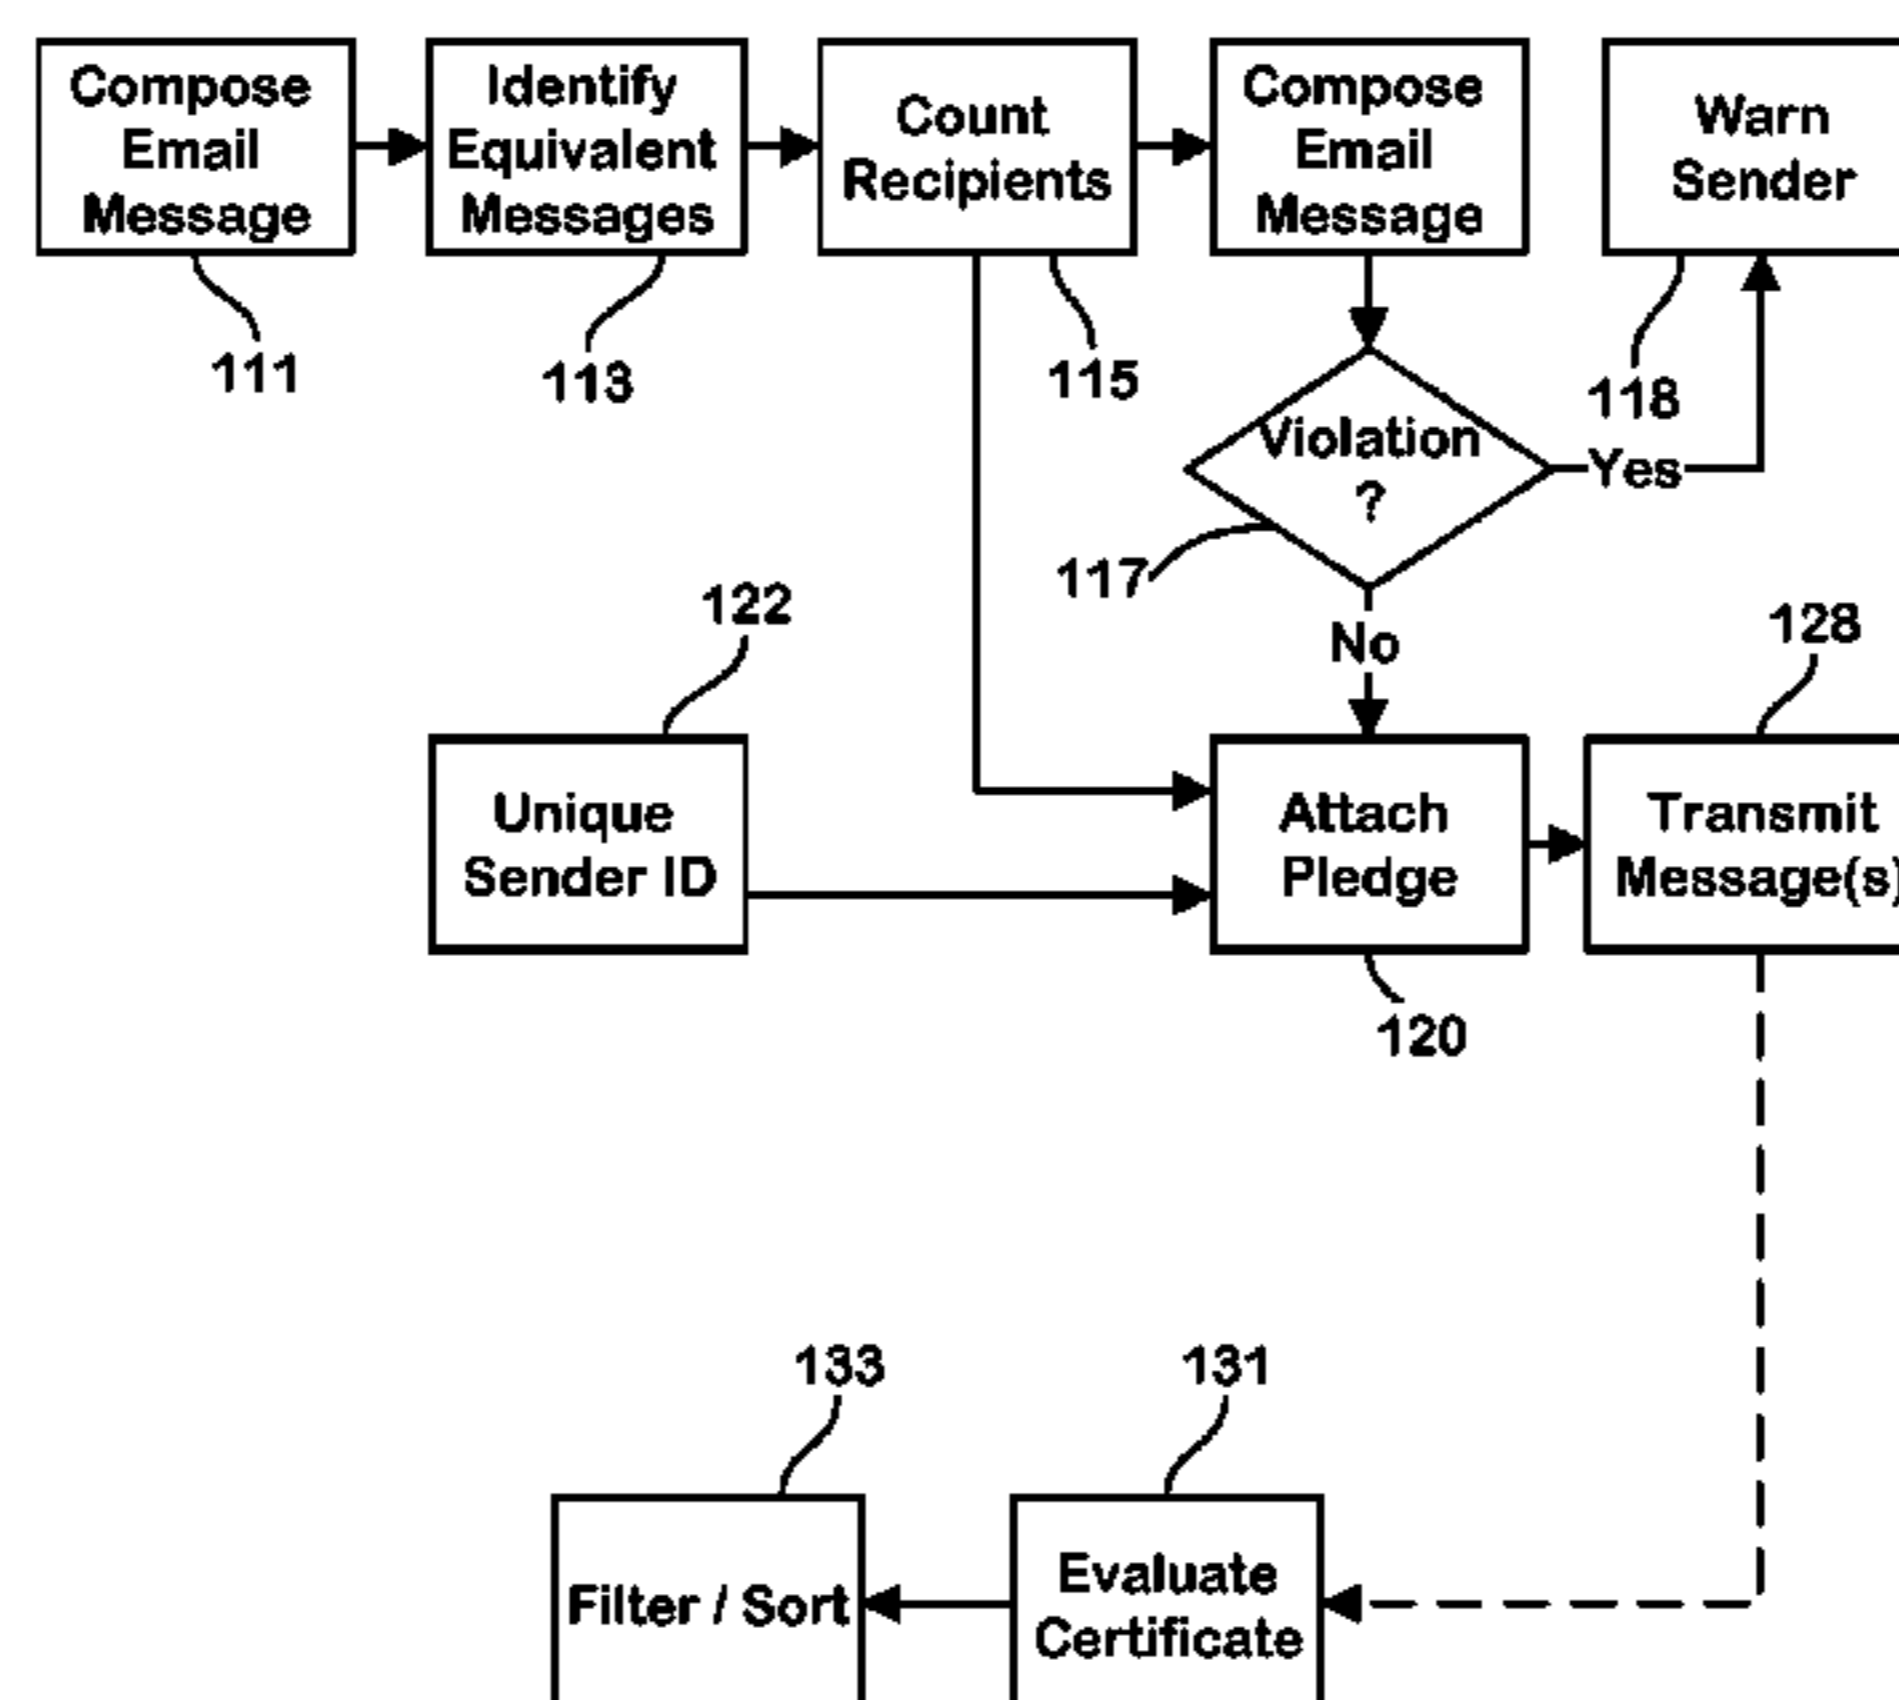 Compose
Email
Message
Identify
Equivalent
Messages
Count
Recipients
Compose
Email
Message
Warn
Sender
111
113
115
118
Violation
?
Yes
117
No
122
128
Unique
Sender ID
Attach
Pledge
Transmit
Message(s)
120
133
131
Filter / Sort
Evaluate
Certificate